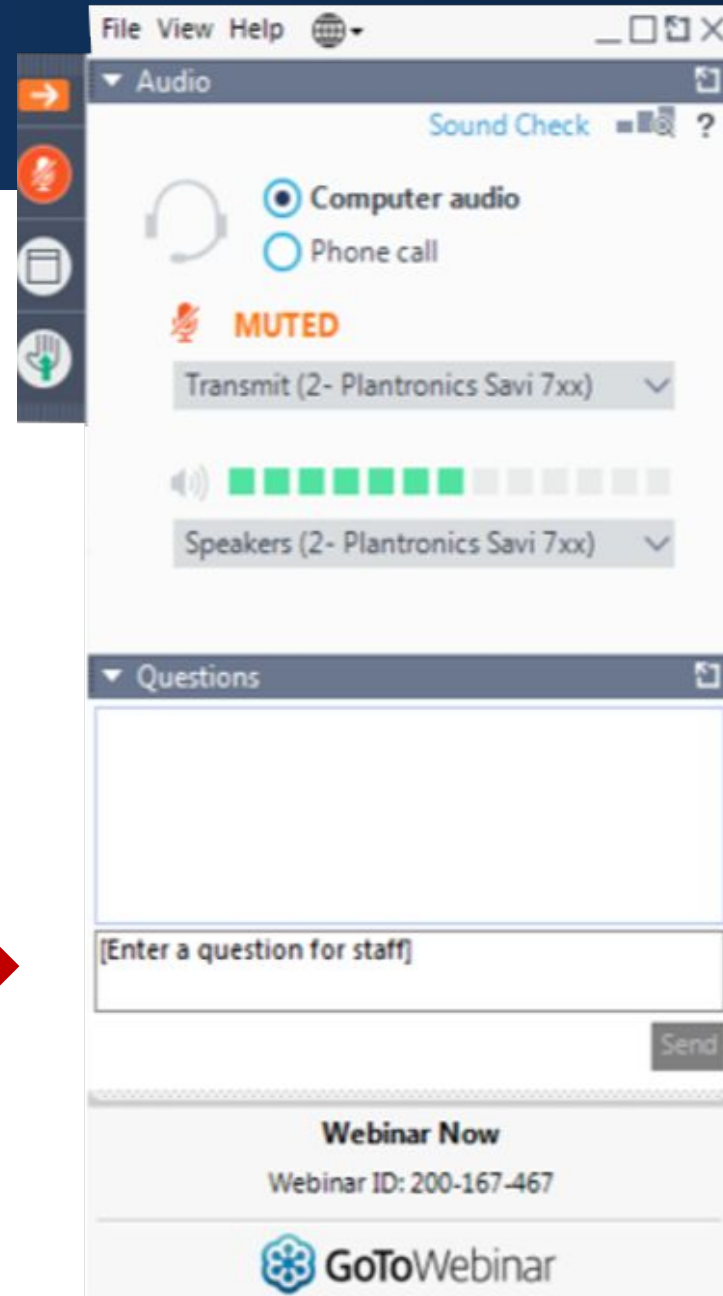 File View Help
Audio
Sound Check ?
Computer audio
Phone call
MUTED
Transmit (2- Plantronics Savi 7xx)
Speakers (2- Plantronics Savi 7xx)
Questions
[Enter a question for staff]
Send
Webinar Now
Webinar ID: 200-167-467
GoToWebinar